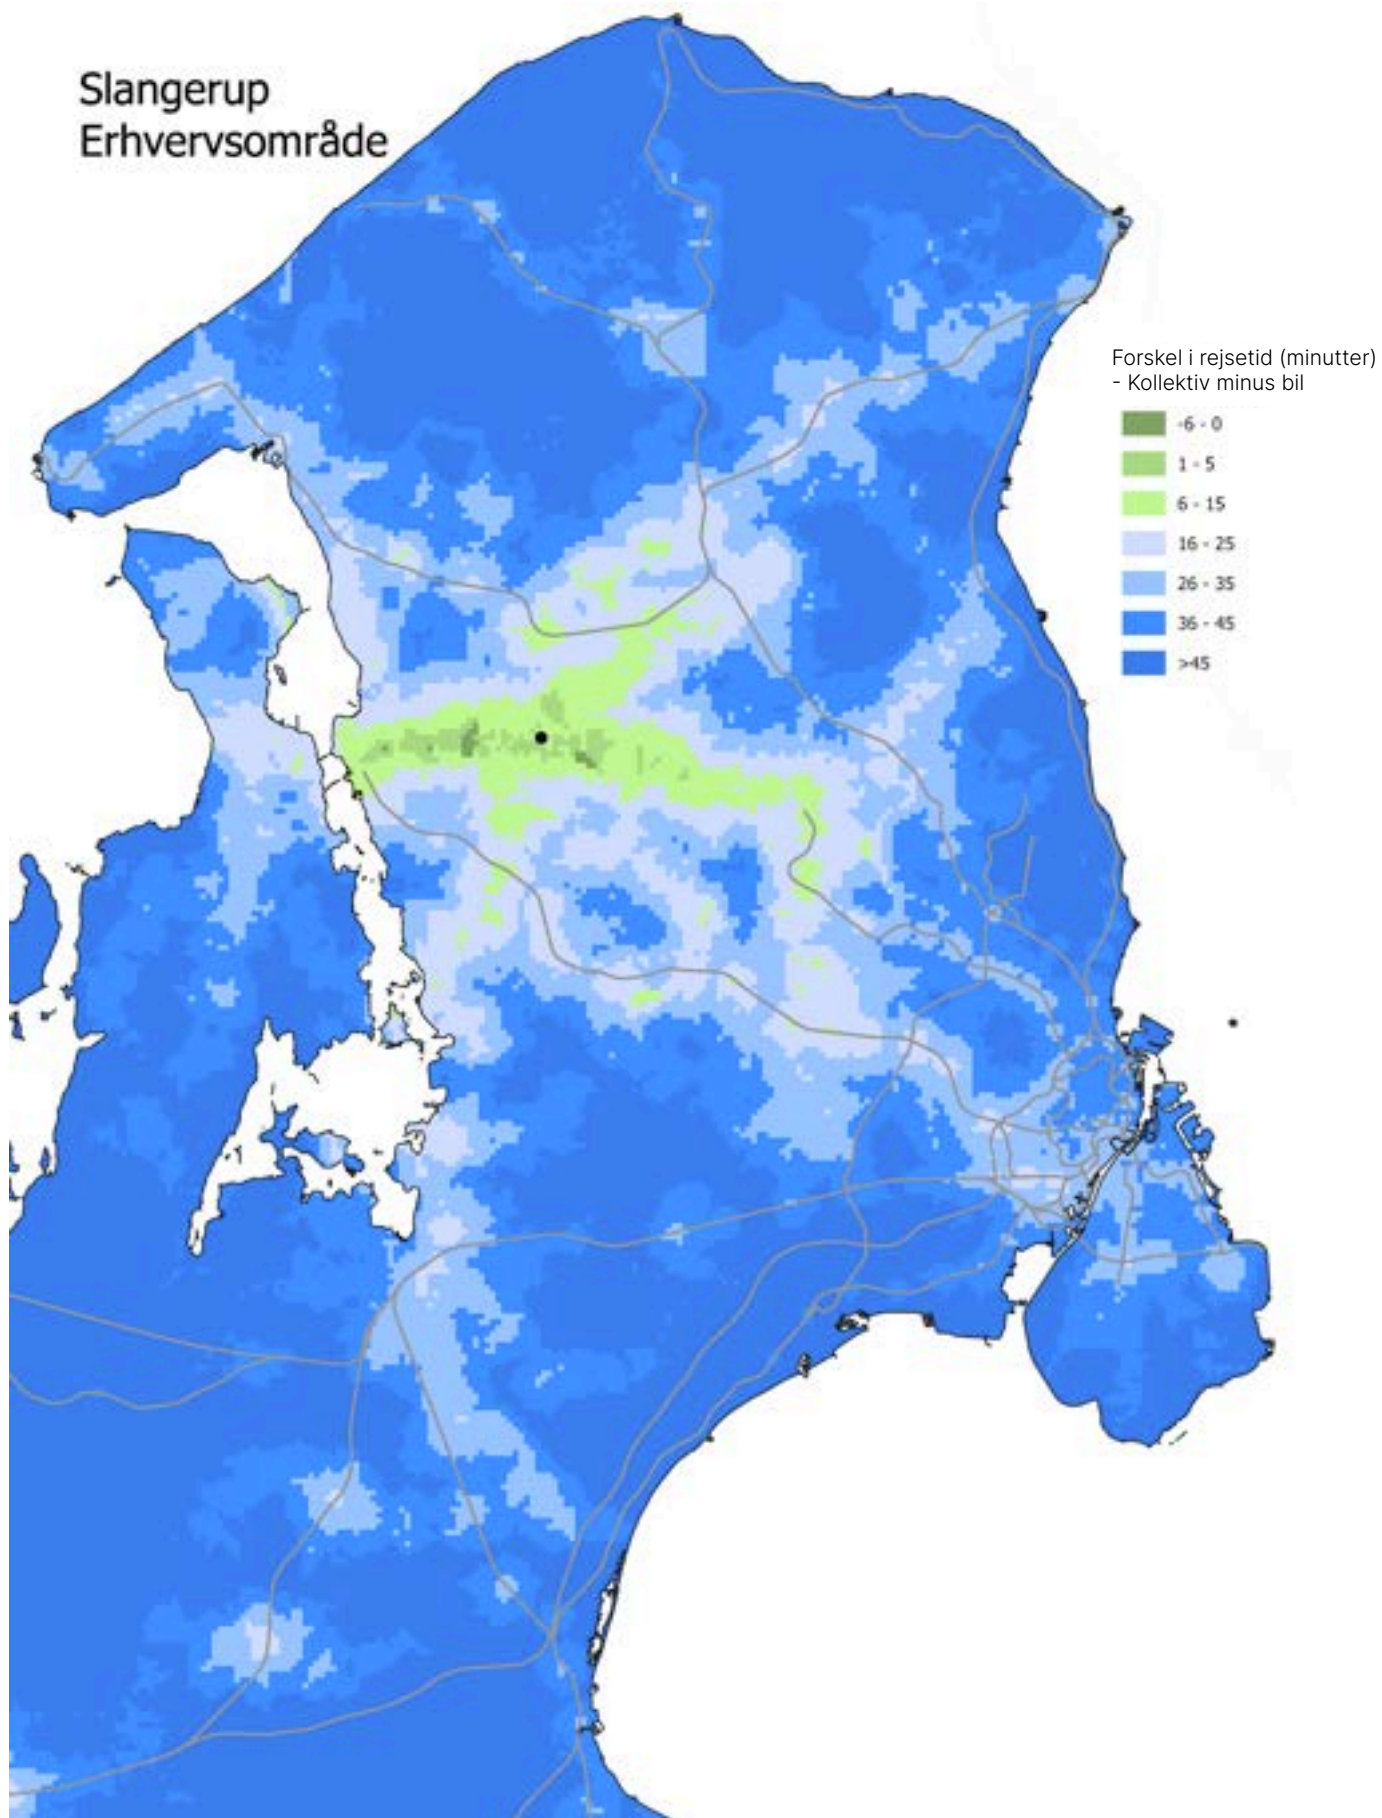 Slangerup
Erhvervsområde
Forskel i rejsetid (minutter)
- Kollektiv minus bil
-6 - 0
1 - 5
6 - 15
16 - 25
26 - 35
36 - 45
>45